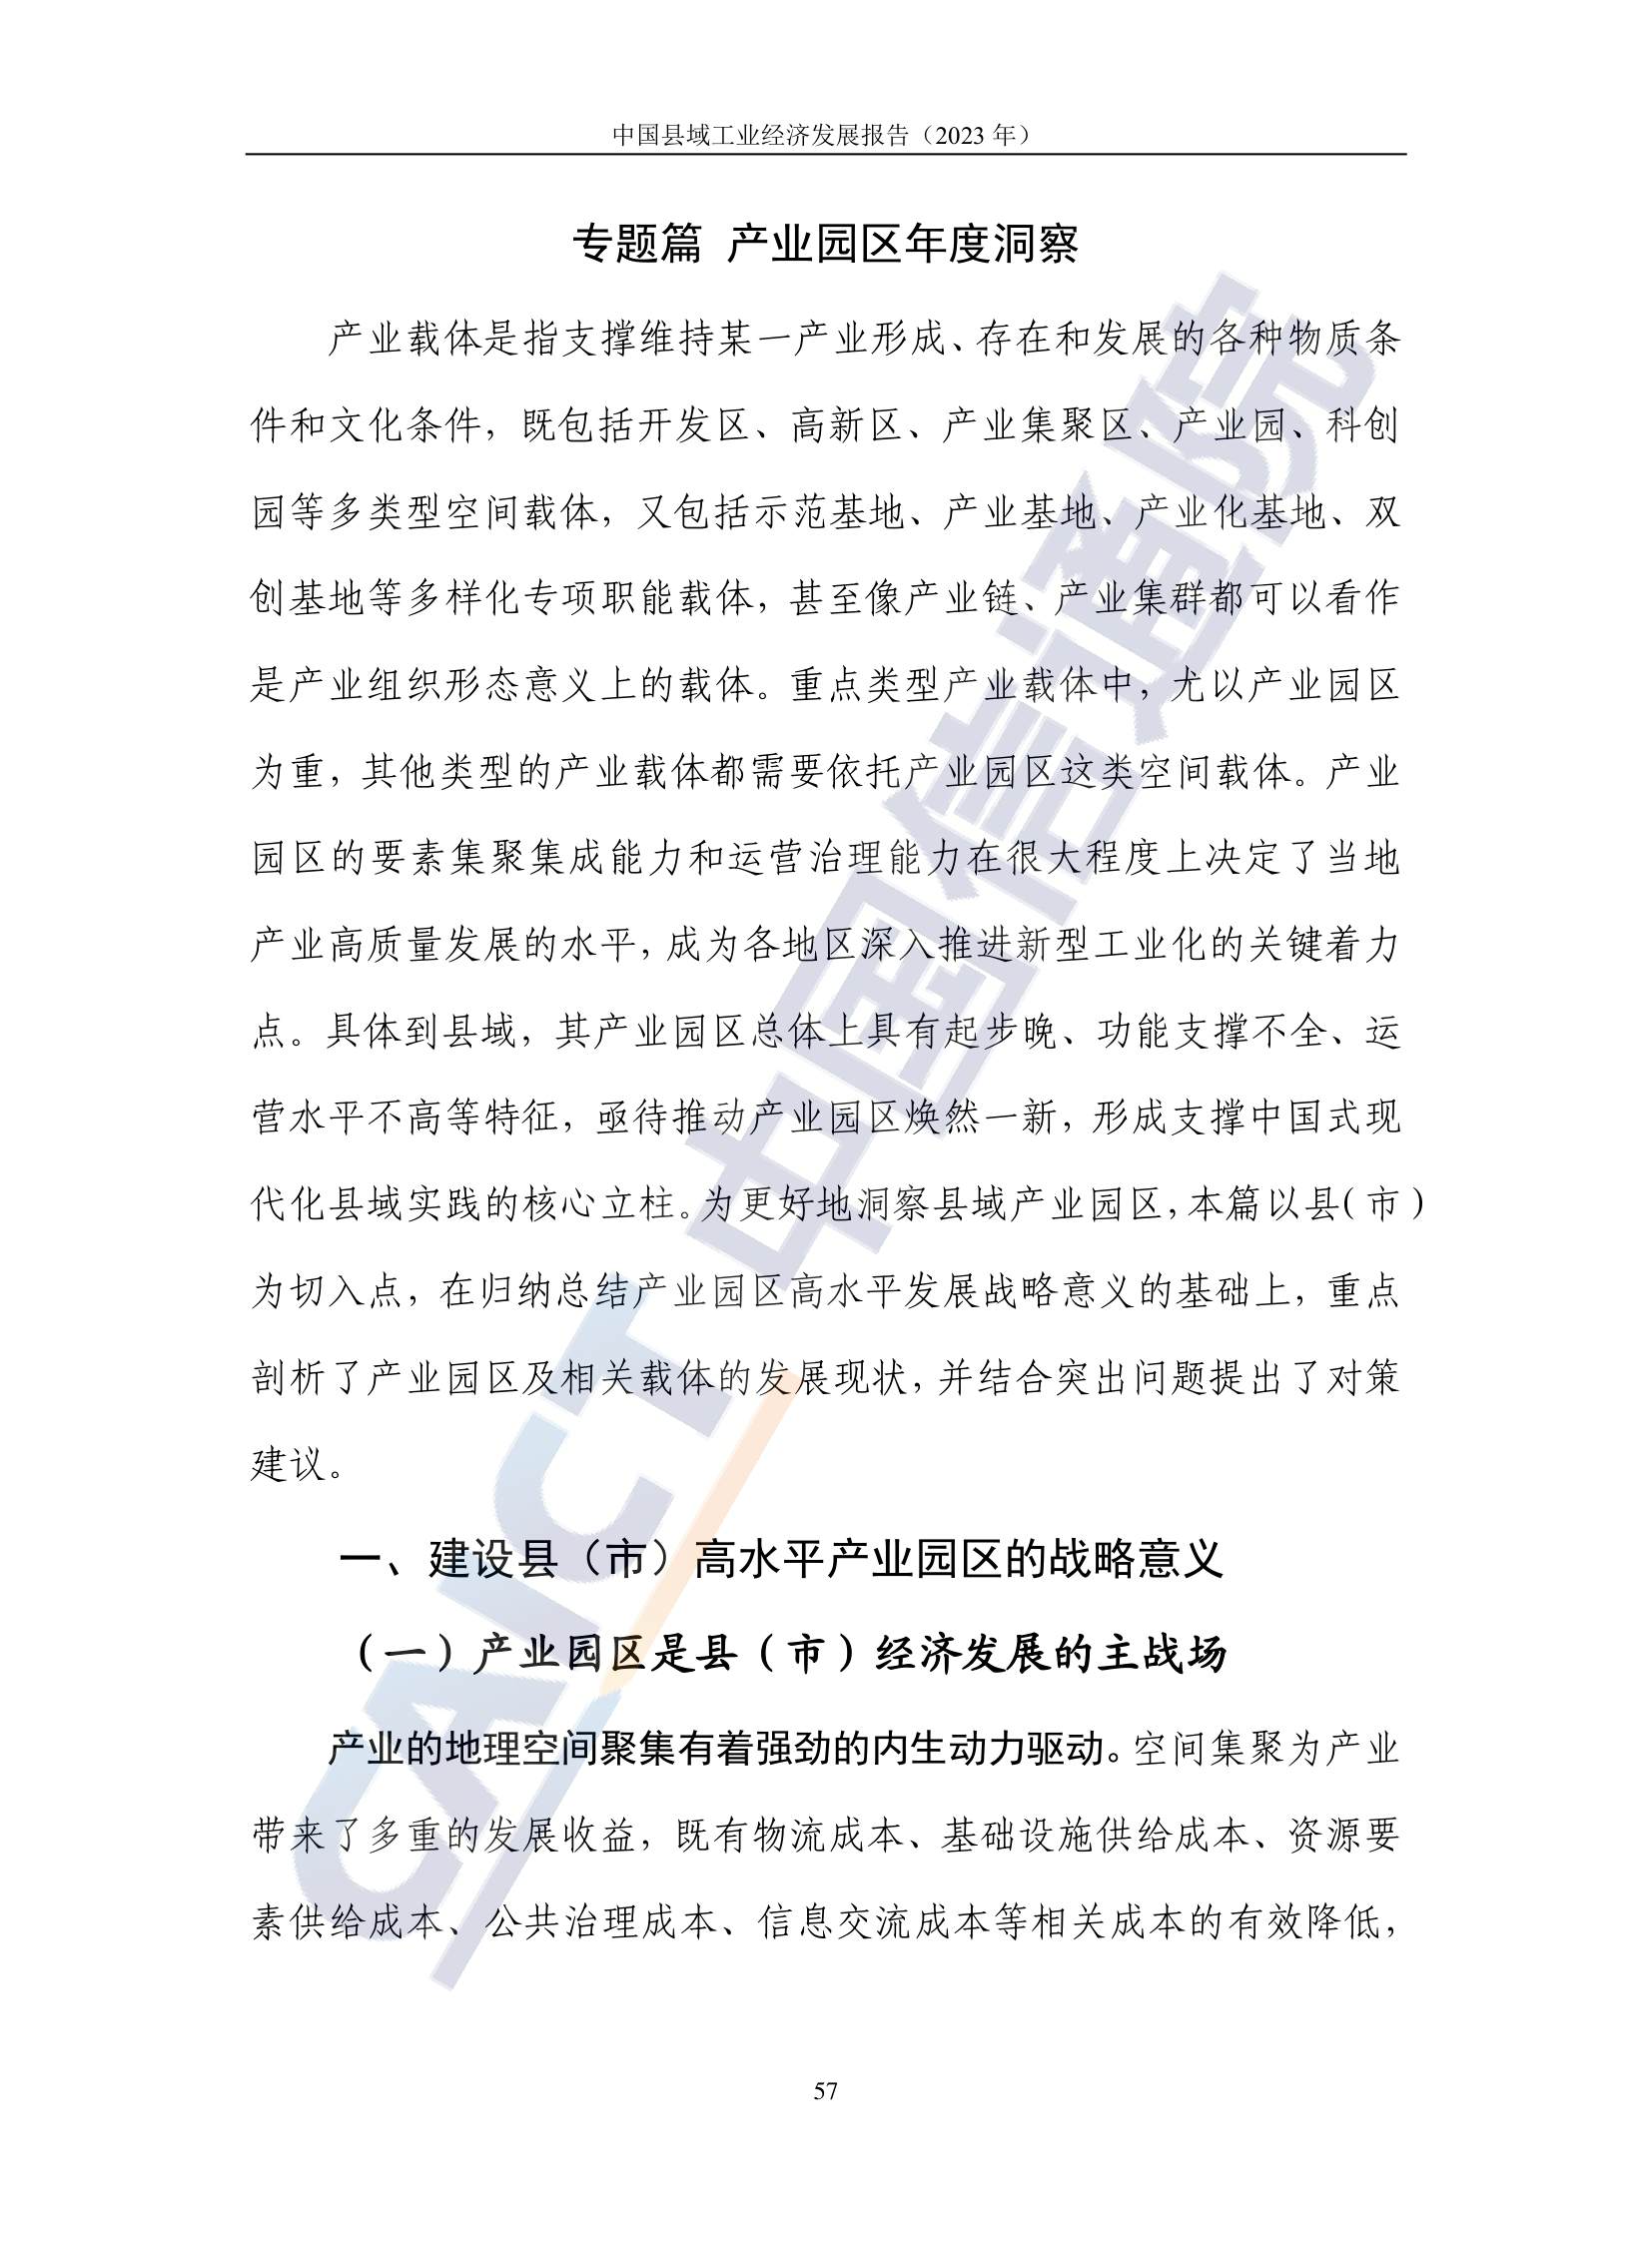 中国县域工业经济发展报告（2023 年）
专题篇 产业园区年度洞察
产业载体是指支撑维持某一产业形成、存在和发展的各种物质条
件和文化条件，既包括开发区、高新区、产业集聚区、产业园、科创
园等多类型空间载体，又包括示范基地、产业基地、产业化基地、双
创基地等多样化专项职能载体，甚至像产业链、产业集群都可以看作
是产业组织形态意义上的载体。重点类型产业载体中，尤以产业园区
为重，其他类型的产业载体都需要依托产业园区这类空间载体。产业
园区的要素集聚集成能力和运营治理能力在很大程度上决定了当地
产业高质量发展的水平，成为各地区深入推进新型工业化的关键着力
点。具体到县域，其产业园区总体上具有起步晚、功能支撑不全、运
营水平不高等特征，亟待推动产业园区焕然一新，形成支撑中国式现
代化县域实践的核心立柱。为更好地洞察县域产业园区，本篇以县（市）
为切入点，在归纳总结产业园区高水平发展战略意义的基础上，重点
剖析了产业园区及相关载体的发展现状，并结合突出问题提出了对策
建议。
一、建设县（市）高水平产业园区的战略意义
（一）产业园区是县（市）经济发展的主战场
产业的地理空间聚集有着强劲的内生动力驱动。空间集聚为产业
带来了多重的发展收益，既有物流成本、基础设施供给成本、资源要
素供给成本、公共治理成本、信息交流成本等相关成本的有效降低，
57
CAICT 中国信通院